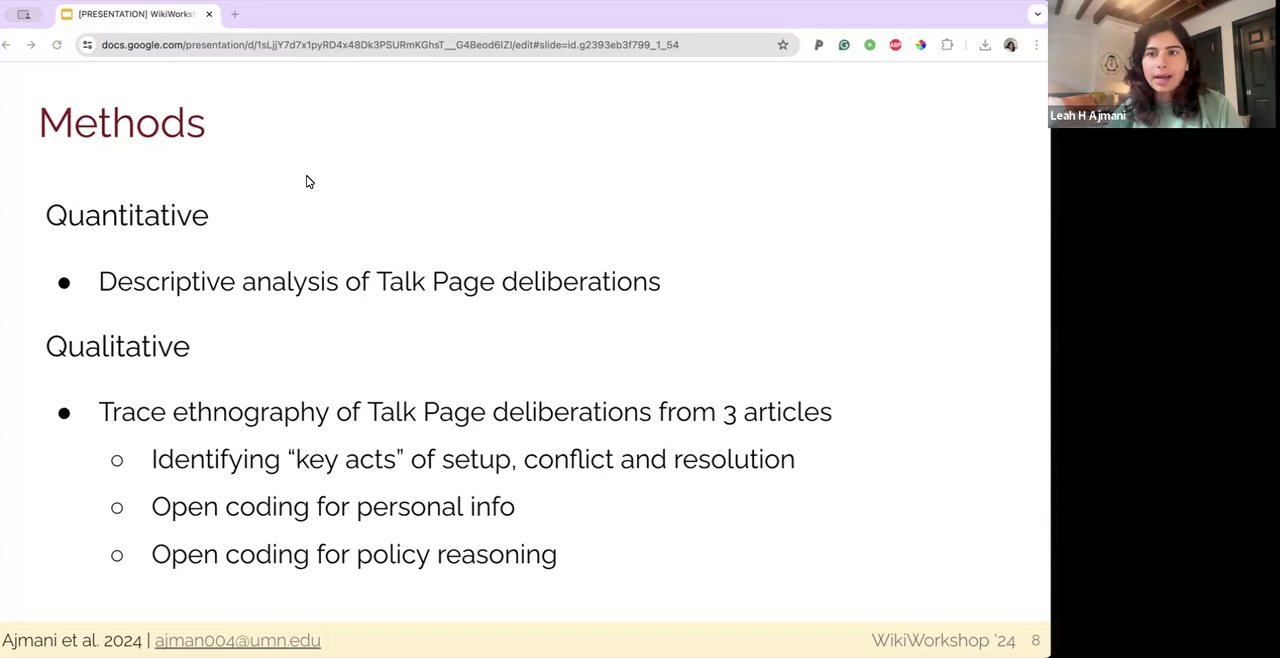 [PRESENTATION] WikiWorksh
docs.google.com/presentation/d/1sLjjY7d7x1pyRD4x48Dk3PSURmKGhsT__G4Beod6lZI/edit#slide=id.g2393eb3f799_1_54
ABP
Leah H Ajmani
Methods
Quantitative
● Descriptive analysis of Talk Page deliberations
Qualitative
● Trace ethnography of Talk Page deliberations from 3 articles
○ Identifying “key acts” of setup, conflict and resolution
○ Open coding for personal info
○ Open coding for policy reasoning
Ajmani et al. 2024 | ajman004@umn.edu
WikiWorkshop ‘24 8